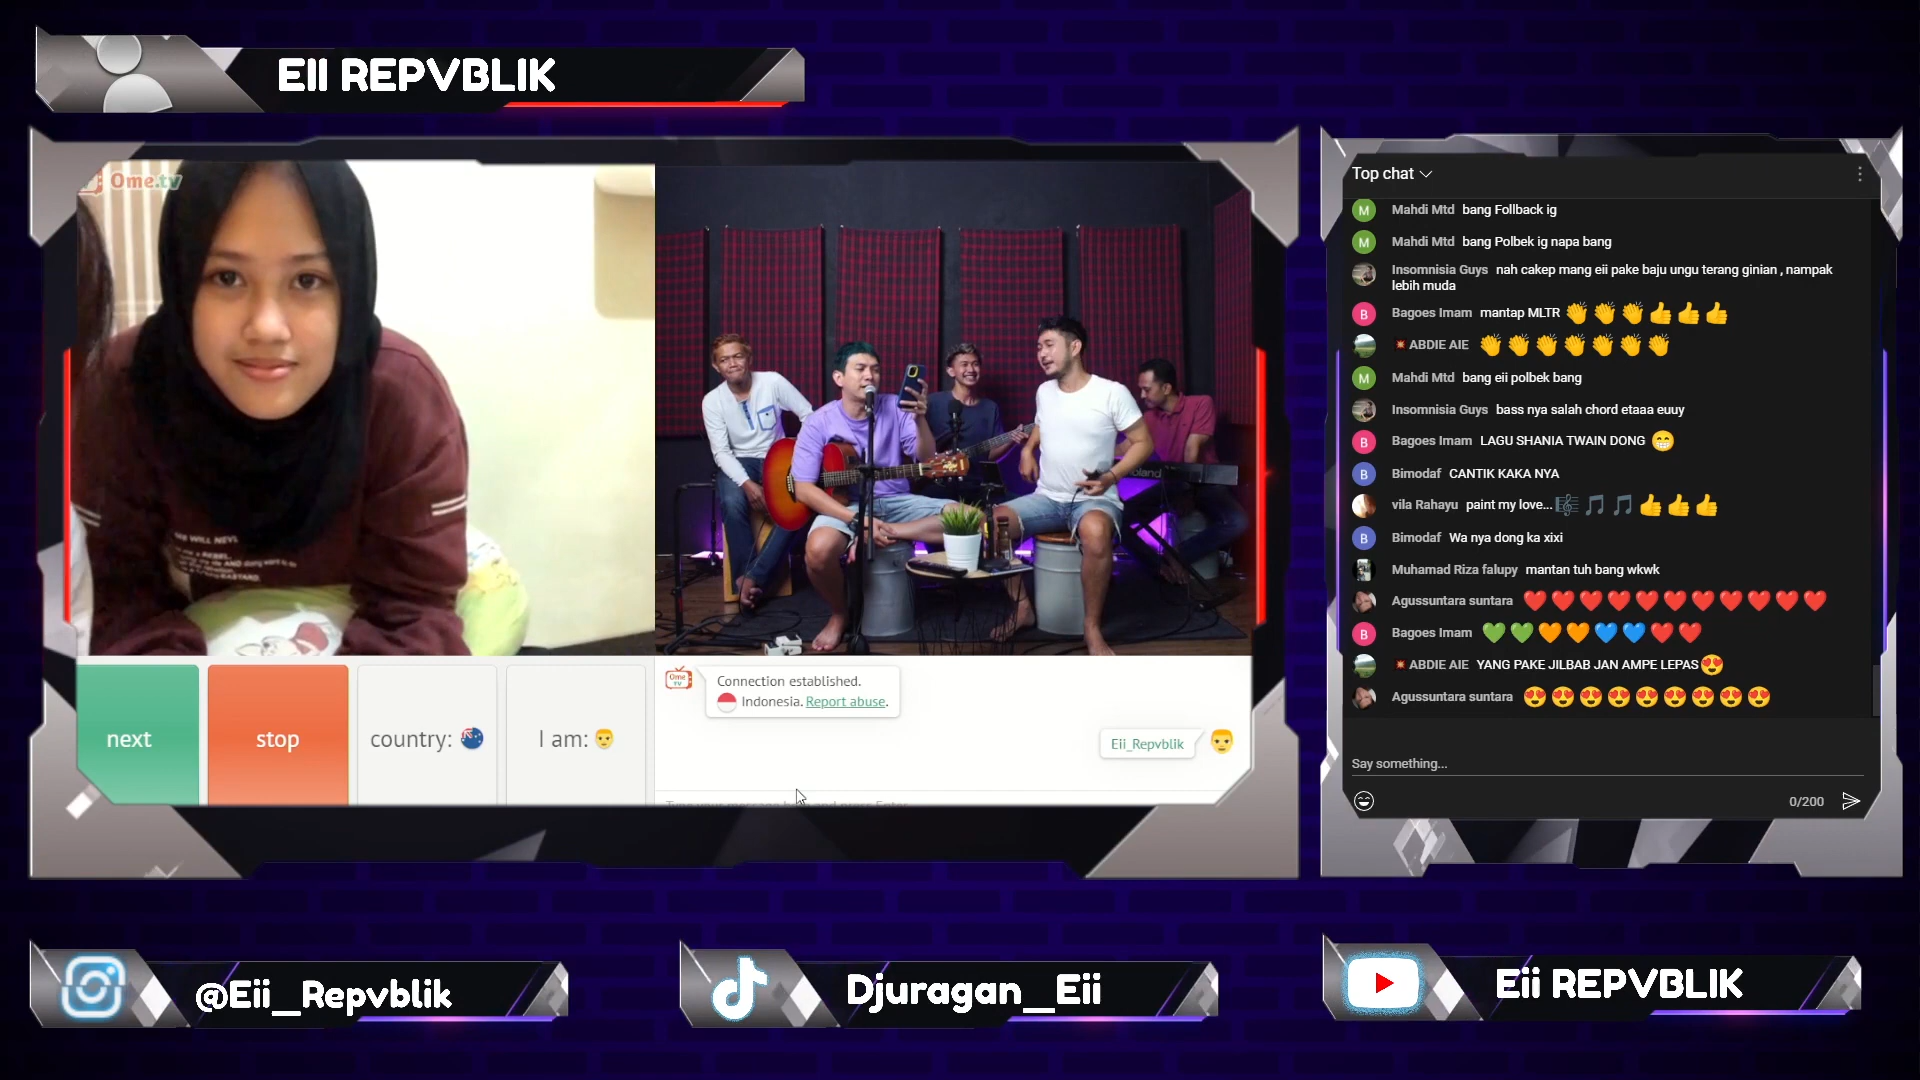 EII REPVBLIK
Ome.tv
next
stop
country:
I am:
Ome
TV
Connection established.
Indonesia. Report abuse.
Eii_Repvblik
Roland
Top chat
Mahdi Mtd bang Follback ig
Mahdi Mtd bang Polbek ig napa bang
Insomnisia Guys nah cakep mang eii pake baju ungu terang ginian , nampak
lebih muda
Bagoes Imam mantap MLTR 👏👏👏👍👍👍
💥ABDIE AIE 👏👏👏👏👏👏👏
Mahdi Mtd bang eii polbek bang
Insomnisia Guys bass nya salah chord etaaa euuy
Bagoes Imam LAGU SHANIA TWAIN DONG 😁
Bimodaf CANTIK KAKA NYA
vila Rahayu paint my love...🎼🎵🎵👍👍👍
Bimodaf Wa nya dong ka xixi
Muhamad Riza falupy mantan tuh bang wkwk
Agussuntara suntara ❤️❤️❤️❤️❤️❤️❤️❤️❤️❤️❤️
Bagoes Imam 💚💚🧡🧡💙💙❤️❤️
💥ABDIE AIE YANG PAKE JILBAB JAN AMPE LEPAS😍
Agussuntara suntara 😍😍😍😍😍😍😍😍😍
Say something...
0/200
@Eii_Repvblik
Djuragan_Eii
Eii REPVBLIK